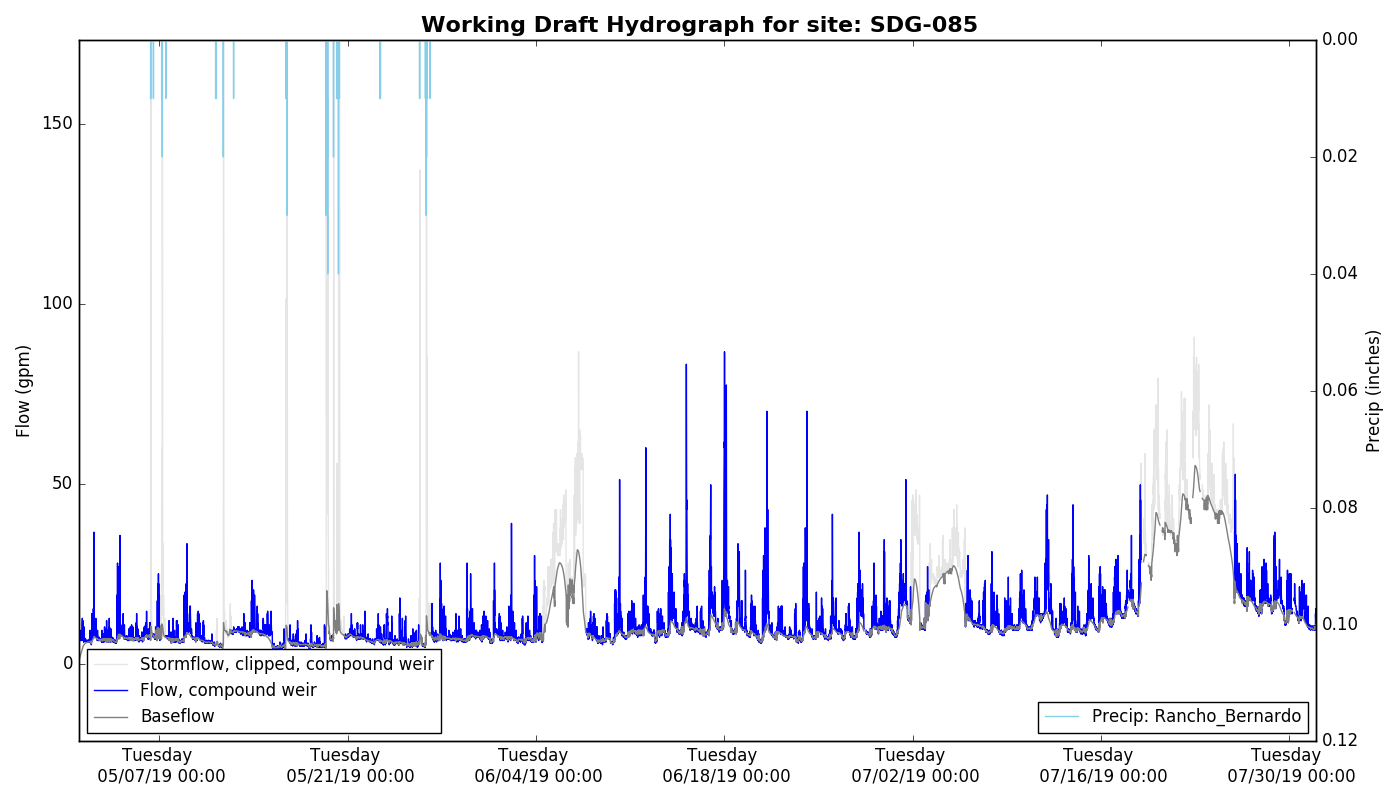 Working Draft Hydrograph for site: SDG-085
150
100
50
0
Flow (gpm)
0.00
0.02
0.04
0.06
0.08
0.10
0.12
Precip (inches)
Stormflow, clipped, compound weir
Flow, compound weir
Baseflow
Precip: Rancho_Bernardo
Tuesday
05/07/19 00:00
Tuesday
05/21/19 00:00
Tuesday
06/04/19 00:00
Tuesday
06/18/19 00:00
Tuesday
07/02/19 00:00
Tuesday
07/16/19 00:00
Tuesday
07/30/19 00:00